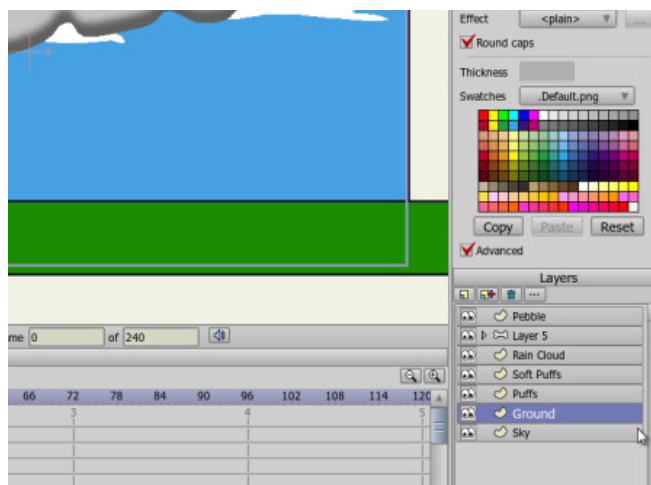 Effect <plain> ...
Round caps
Thickness
Swatches .Default.png
Copy Paste Reset
Advanced
Layers
Pebble
Layer 5
Rain Cloud
Soft Puffs
Puffs
Ground
Sky
me 0 of 240
66 72 78 84 90 96 102 108 114 120
3 4 5